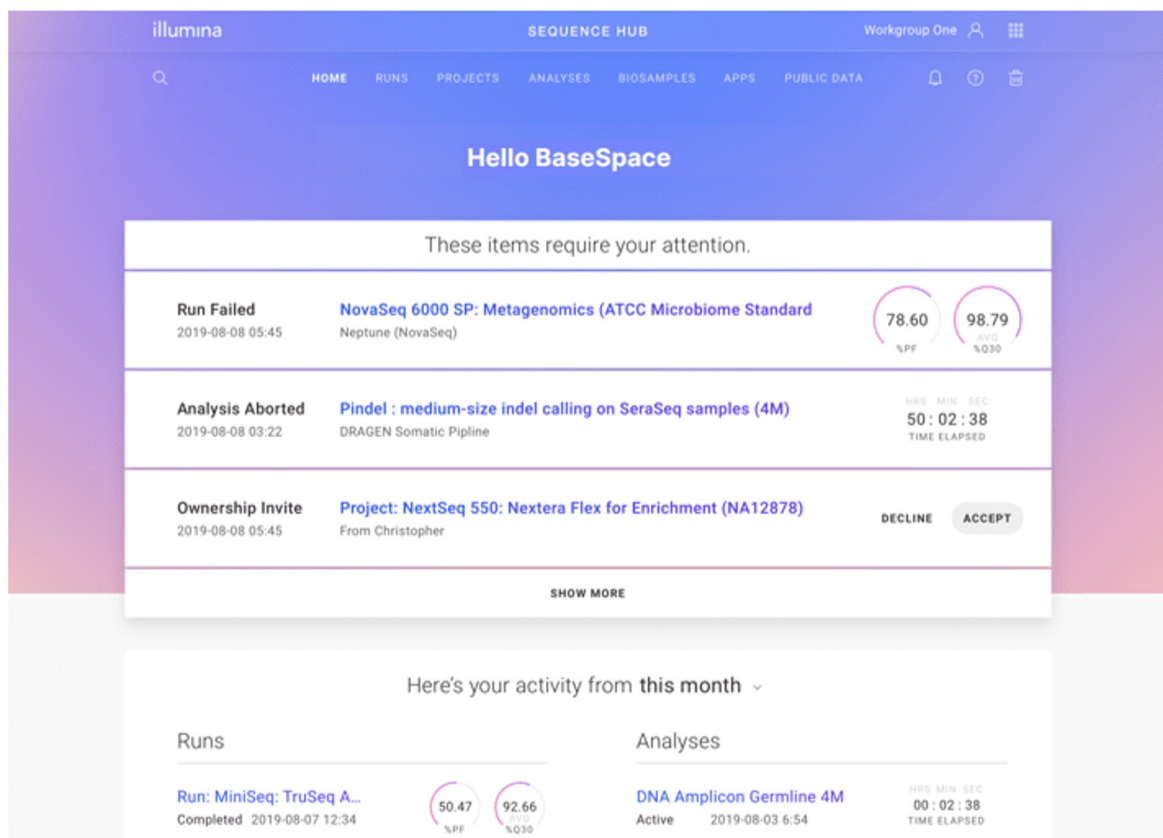 illumina
SEQUENCE HUB
Workgroup One
HOME RUNS PROJECTS ANALYSES BIOSAMPLES APPS PUBLIC DATA
Hello BaseSpace
These items require your attention.
Run Failed
2019-08-08 05:45
NovaSeq 6000 SP: Metagenomics (ATCC Microbiome Standard
Neptune (NovaSeq)
78.60
%PF
98.79
AVG
%Q30
Analysis Aborted
2019-08-08 03:22
Pindel : medium-size indel calling on SeraSeq samples (4M)
DRAGEN Somatic Pipline
HRS MIN SEC
50 : 02 : 38
TIME ELAPSED
Ownership Invite
2019-08-08 05:45
Project: NextSeq 550: Nextera Flex for Enrichment (NA12878)
From Christopher
DECLINE
ACCEPT
SHOW MORE
Here's your activity from this month
Runs
Run: MiniSeq: TruSeq A...
Completed 2019-08-07 12:34
50.47
%PF
92.66
AVG
%Q30
Analyses
DNA Amplicon Germline 4M
Active 2019-08-03 6:54
HRS MIN SEC
00 : 02 : 38
TIME ELAPSED